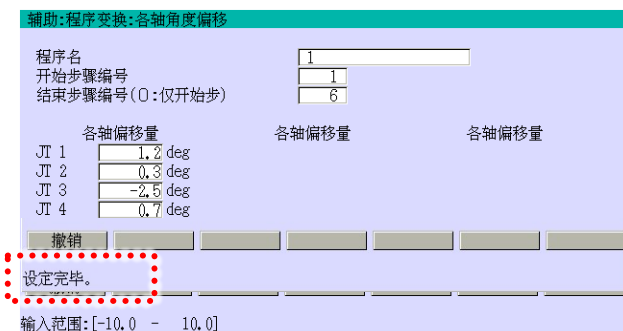 辅助:程序变换:各轴角度偏移
程序名 1
开始步骤编号 1
结束步骤编号(0:仅开始步) 6
各轴偏移量 各轴偏移量 各轴偏移量
JT 1 1.2 deg
JT 2 0.3 deg
JT 3 -2.5 deg
JT 4 0.7 deg
撤销
设定完毕。
输入范围:[-10.0 - 10.0]